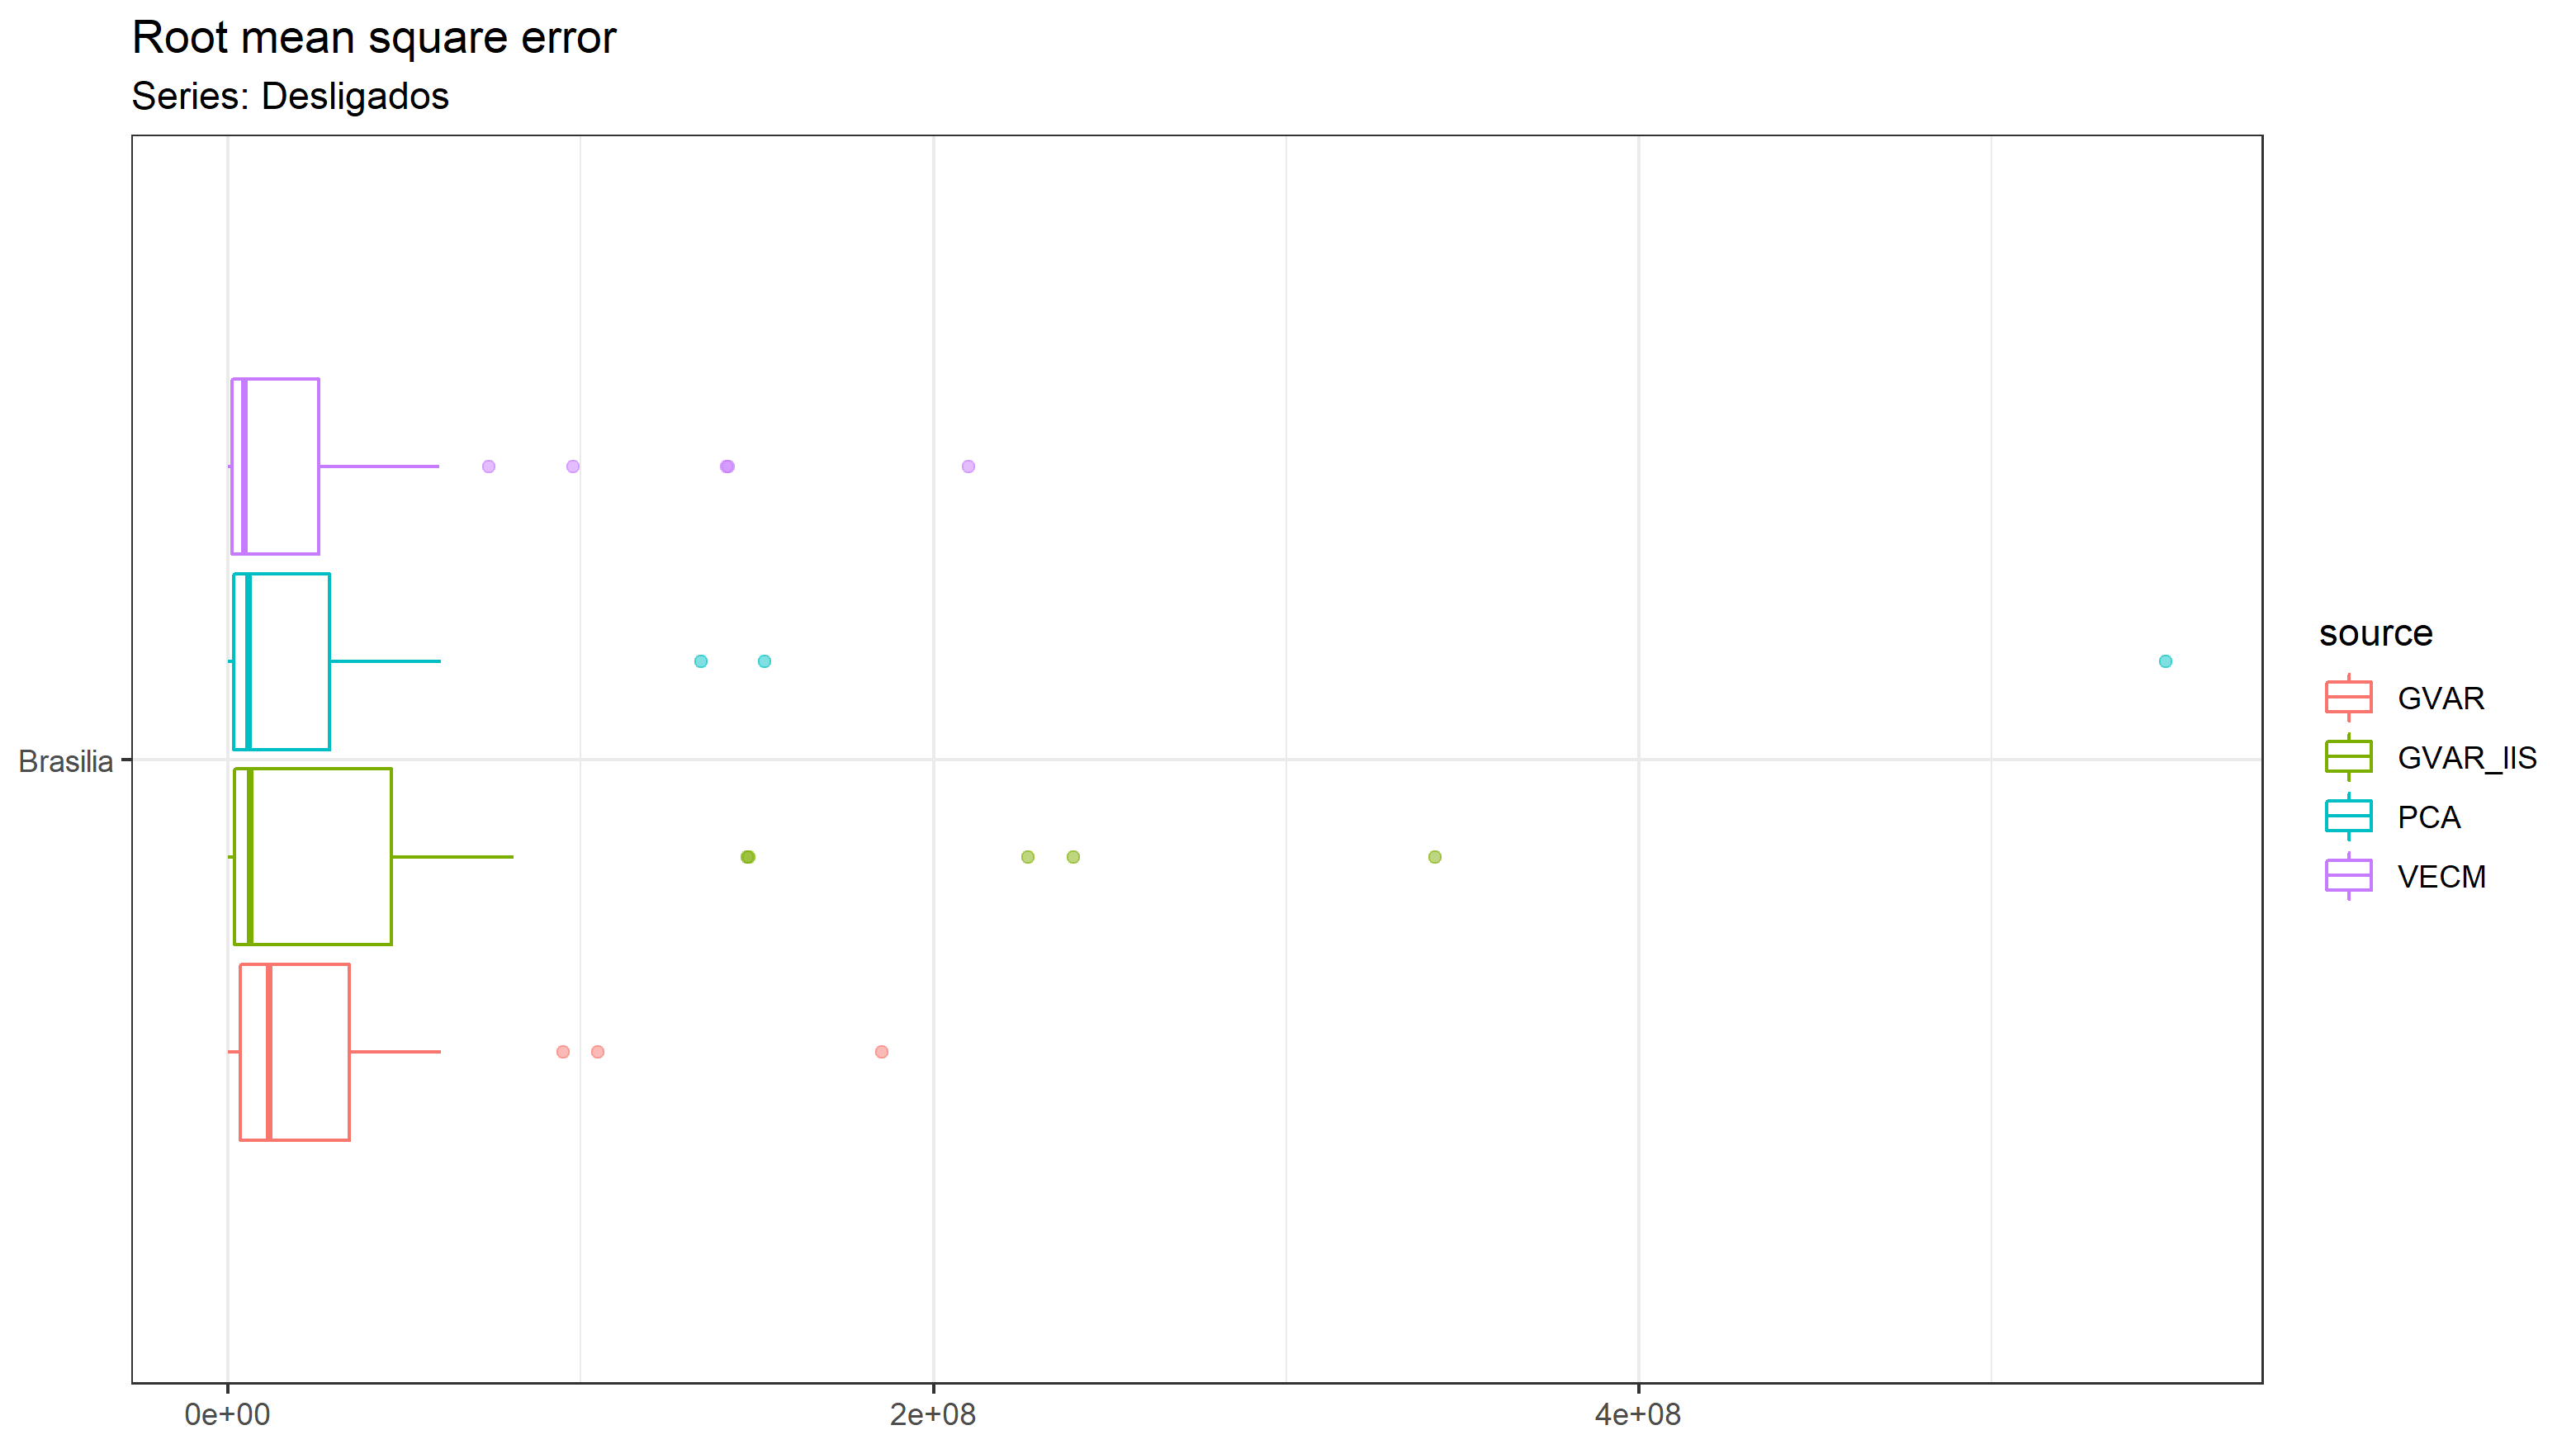 Root mean square error
Series: Desligados
Brasilia
0e+00
2e+08
4e+08
source
GVAR
GVAR_IIS
PCA
VECM